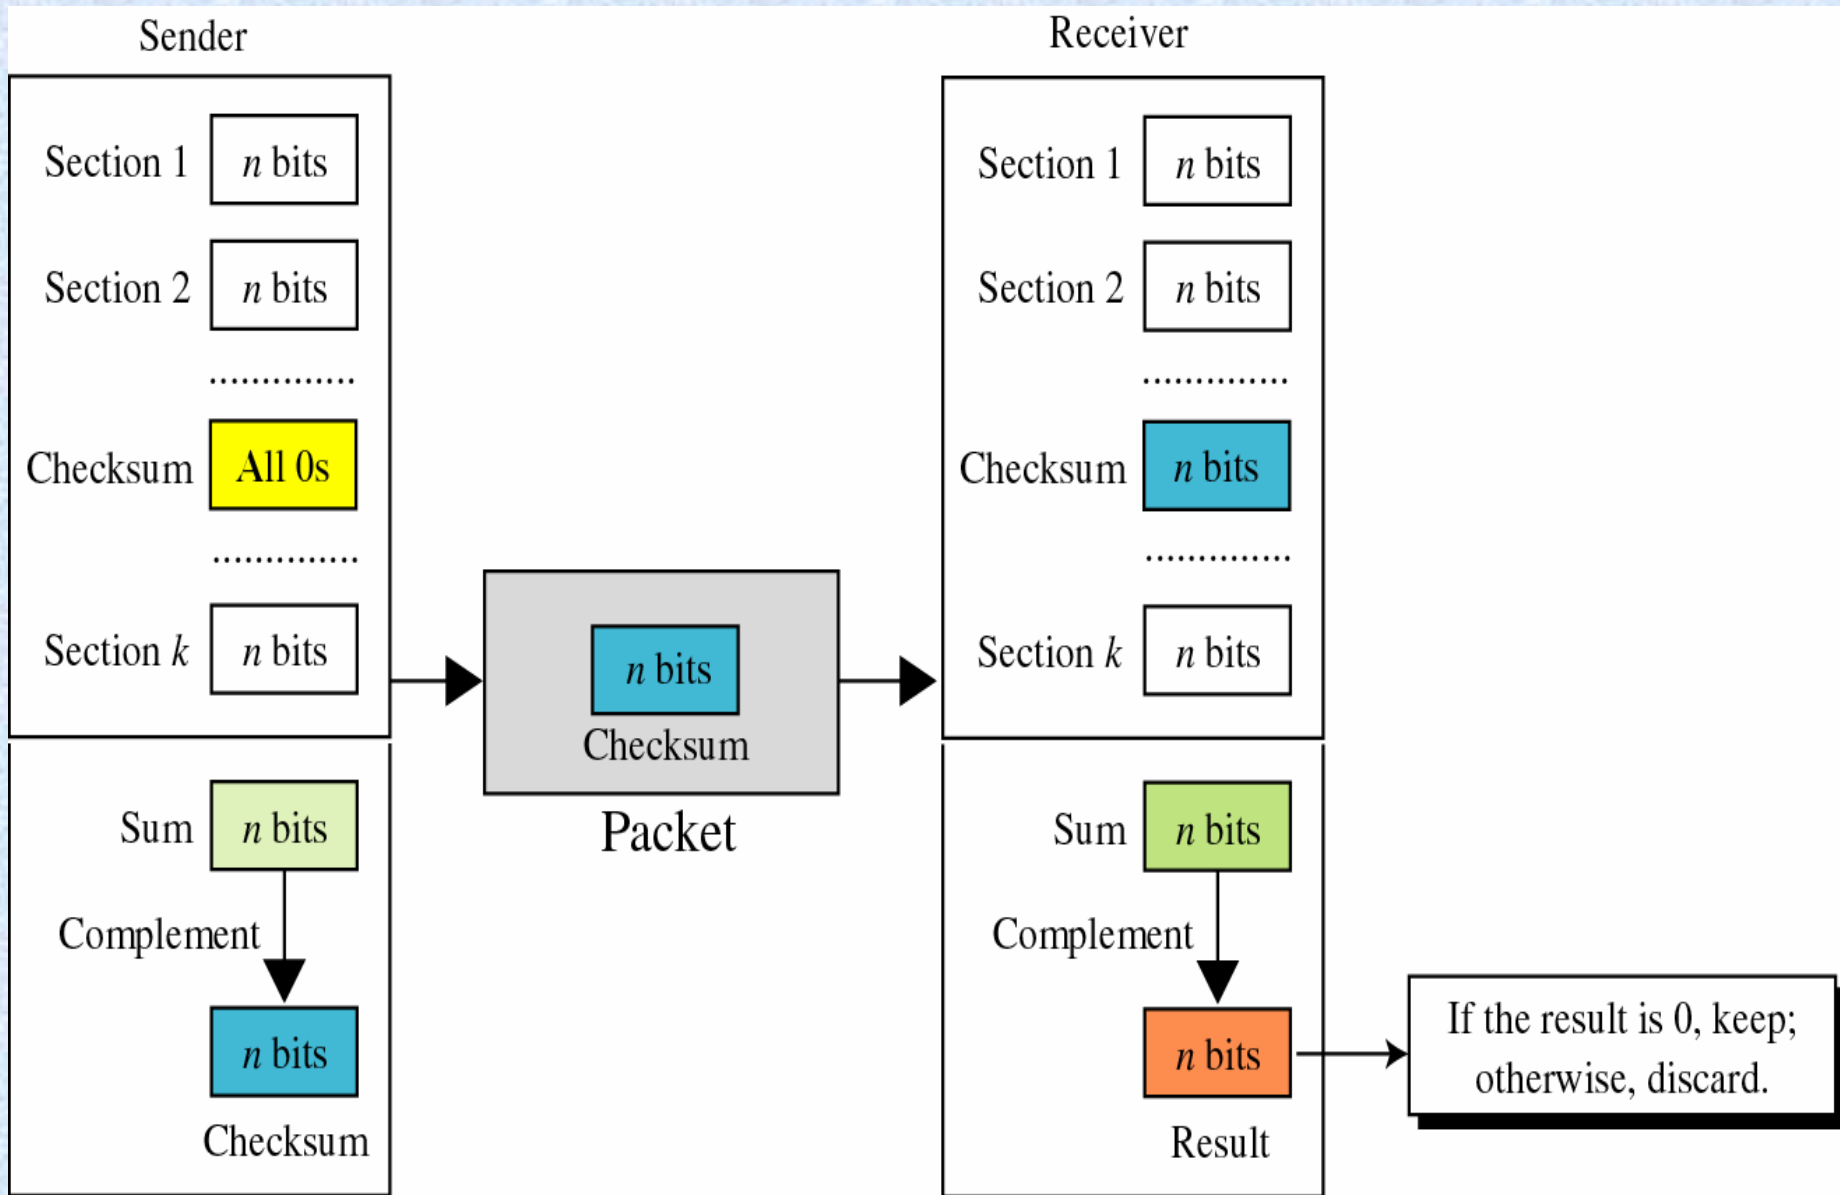 Sender
Section 1 n bits
Section 2 n bits
..............
Checksum All 0s
..............
Section k n bits
Sum n bits
Complement
n bits
Checksum
n bits
Checksum
Packet
Receiver
Section 1 n bits
Section 2 n bits
..............
Checksum n bits
..............
Section k n bits
Sum n bits
Complement
n bits
Result
If the result is 0, keep;
otherwise, discard.